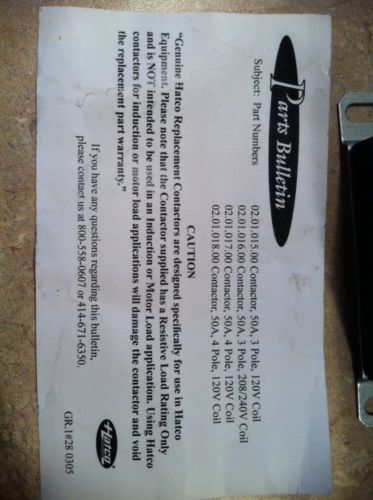 Parts Bulletin
Subject: Part Numbers
02.01.015.00 Contactor, 50A, 3 Pole, 120V Coil
02.01.016.00 Contactor, 50A, 3 Pole, 208/240V Coil
02.01.017.00 Contactor, 50A, 4 Pole, 120V Coil
02.01.018.00 Contactor, 50A, 4 Pole, 120V Coil
CAUTION
"Genuine Hatco Replacement Contactors are designed specifically for use in Hatco
Equipment. Please note that the Contactor supplied has a Resistive Load Rating Only
and is NOT intended to be used in an Induction or Motor Load application. Using Hatco
contactors for induction or motor load applications will damage the contactor and void
the replacement part warranty."
If you have any questions regarding this bulletin,
please contact us at 800-558-0607 or 414-671-6350.
Hatco
GR.1#28 0305